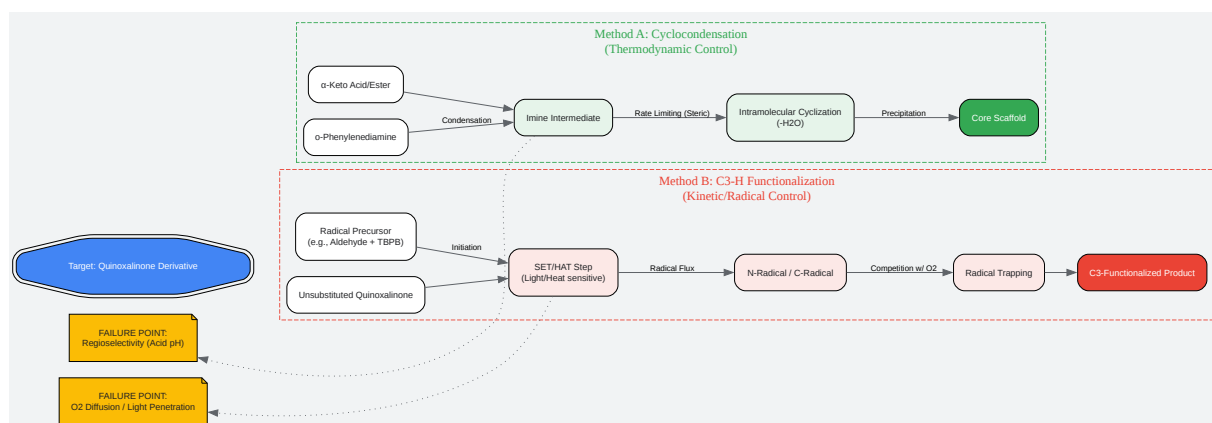 Method A: Cyclocondensation
(Thermodynamic Control)
α-Keto Acid/Ester
o-Phenylenediamine
Condensation
Imine Intermediate
Rate Limiting (Steric)
Intramolecular Cyclization
(-H2O)
Precipitation
Core Scaffold
Method B: C3-H Functionalization
(Kinetic/Radical Control)
Radical Precursor
(e.g., Aldehyde + TBPB)
Initiation
Unsubstituted Quinoxalinone
SET/HAT Step
(Light/Heat sensitive)
Radical Flux
N-Radical / C-Radical
Competition w/ O2
Radical Trapping
C3-Functionalized Product
Target: Quinoxalinone Derivative
FAILURE POINT:
Regioselectivity (Acid pH)
FAILURE POINT:
O2 Diffusion / Light Penetration